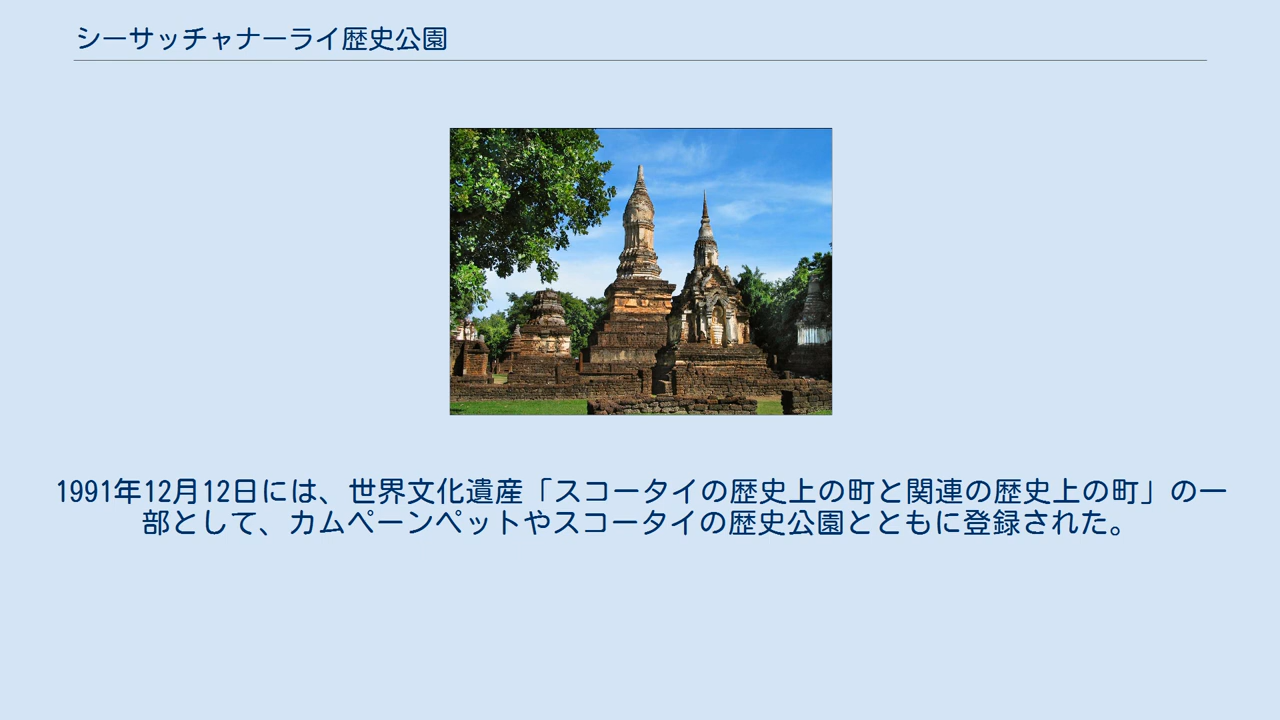 シーサッチャナーライ歴史公園
1991年12月12日には、世界文化遺産「スコータイの歴史上の町と関連の歴史上の町」の一
部として、カムペーンペットやスコータイの歴史公園とともに登録された。